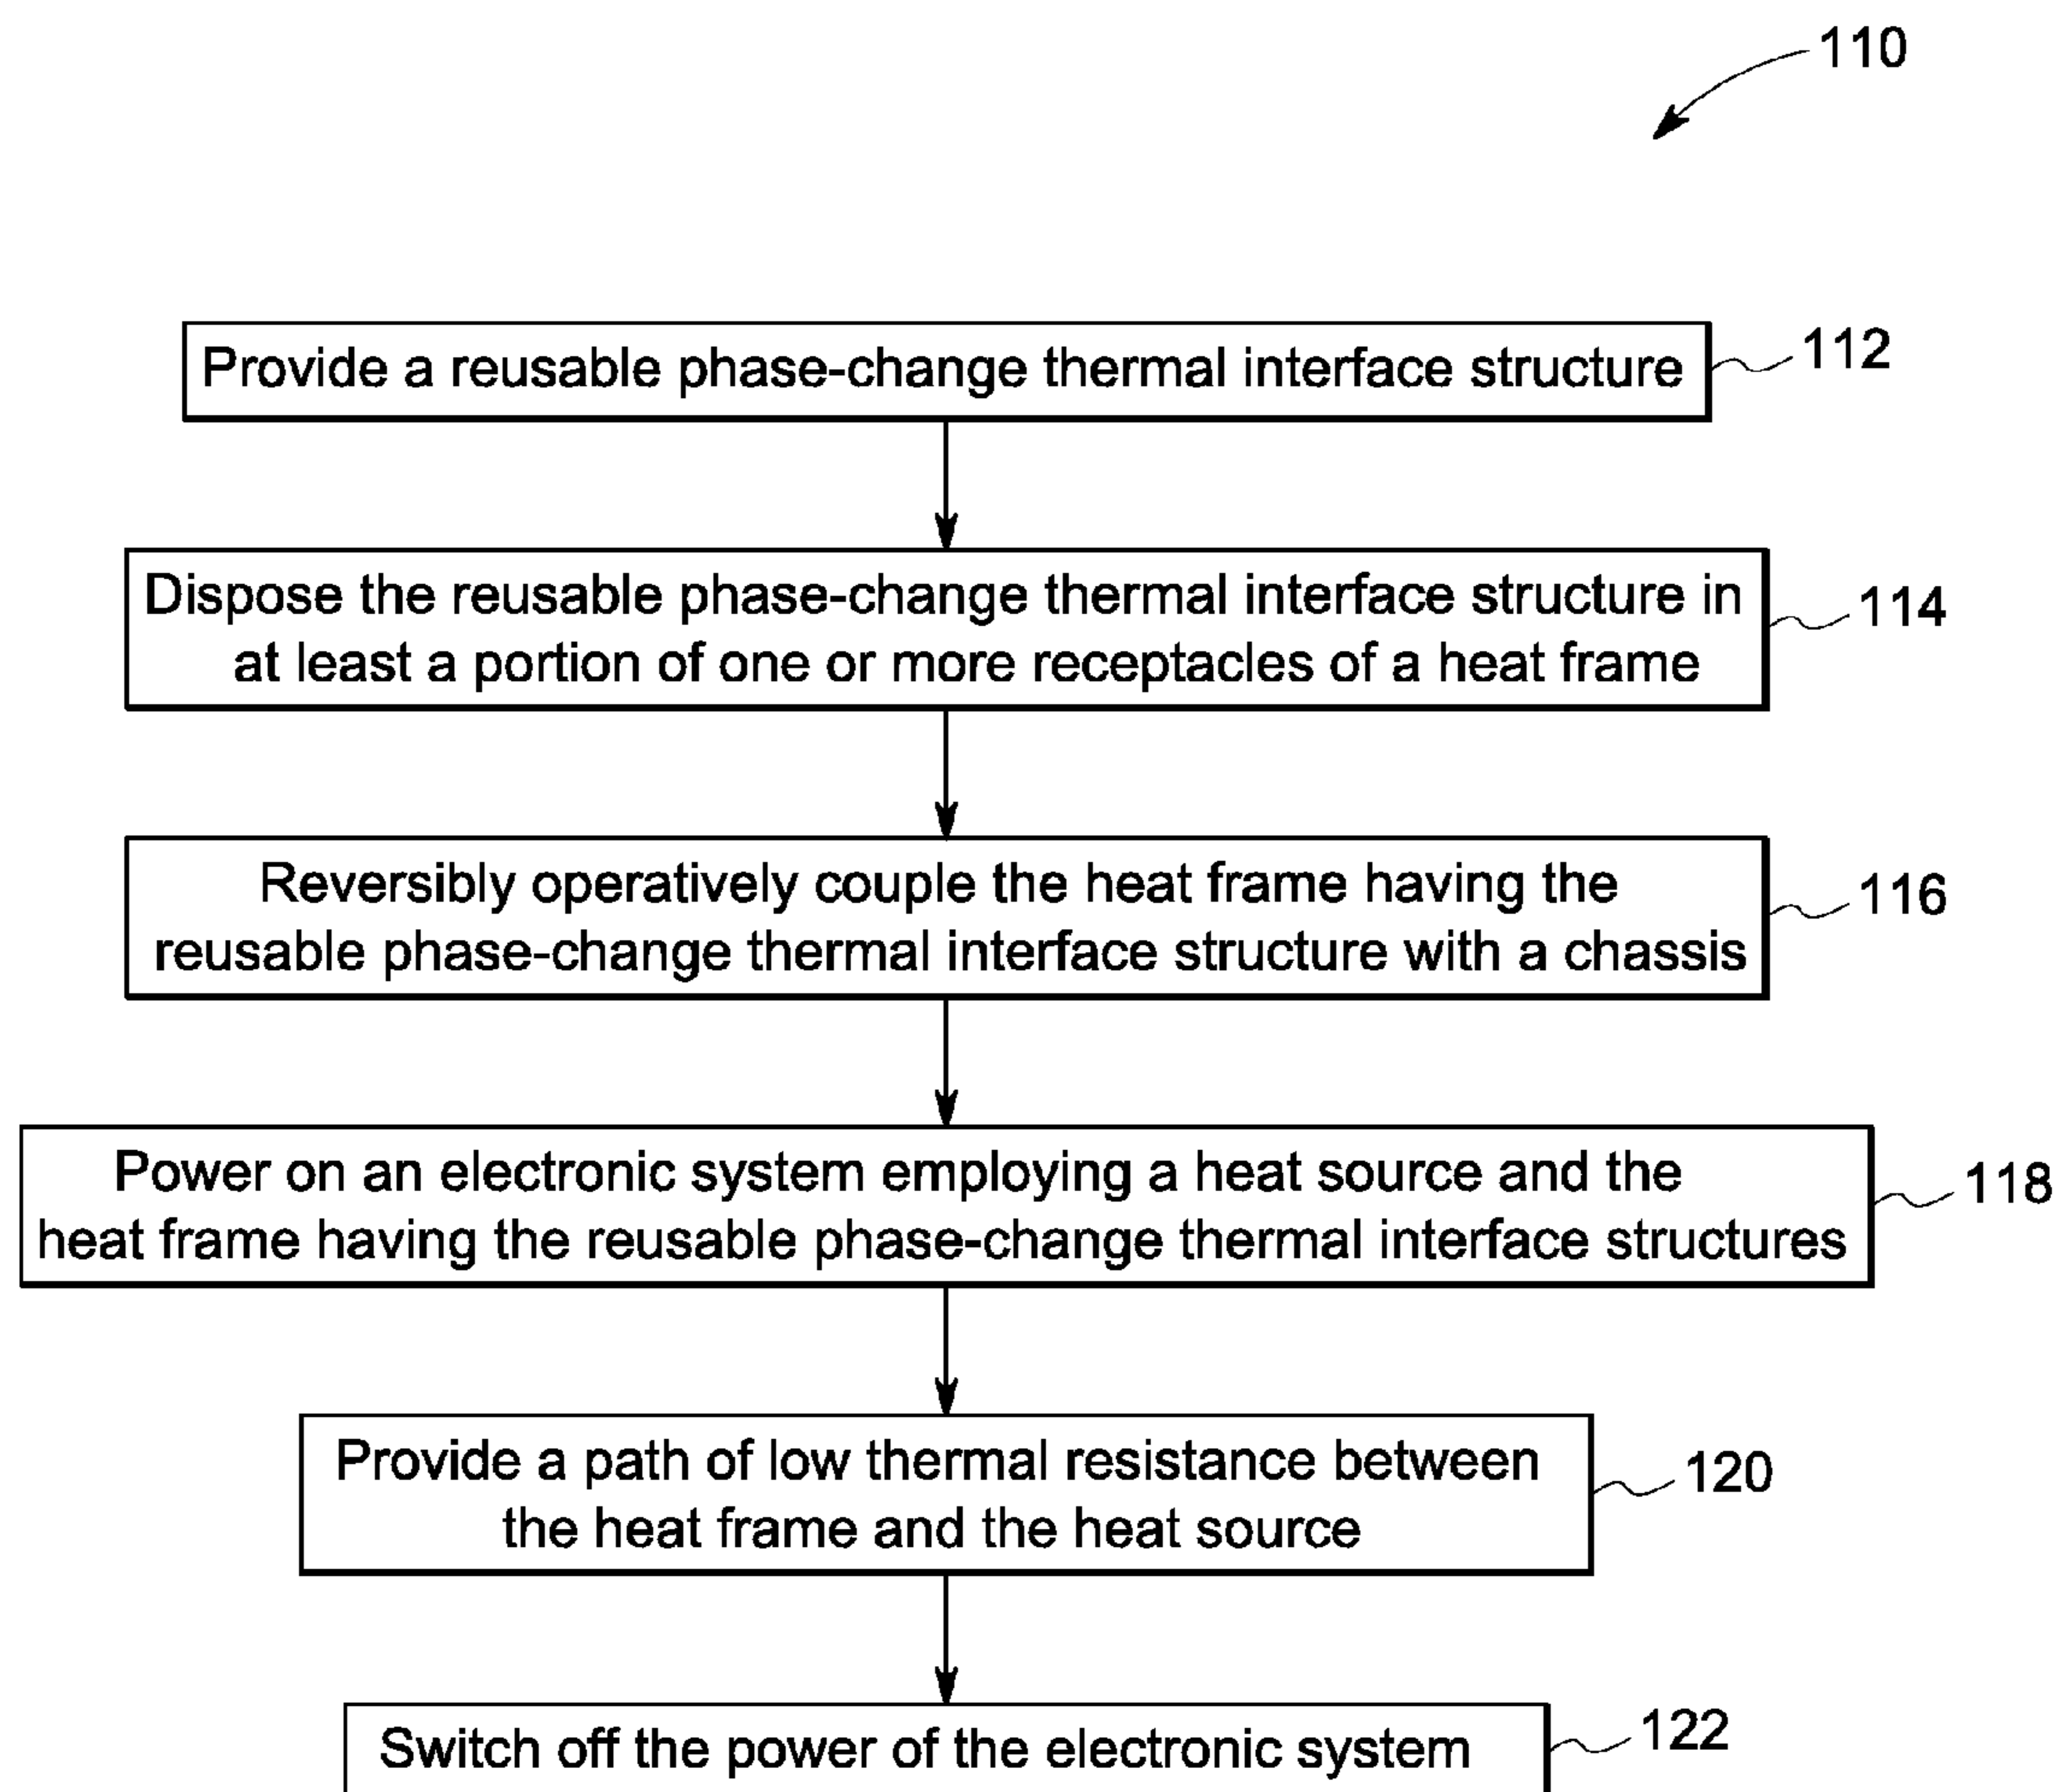 110
Provide a reusable phase-change thermal interface structure
112
Dispose the reusable phase-change thermal interface structure in
at least a portion of one or more receptacles of a heat frame
114
Reversibly operatively couple the heat frame having the
reusable phase-change thermal interface structure with a chassis
116
Power on an electronic system employing a heat source and the
heat frame having the reusable phase-change thermal interface structures
118
Provide a path of low thermal resistance between
the heat frame and the heat source
120
Switch off the power of the electronic system
122